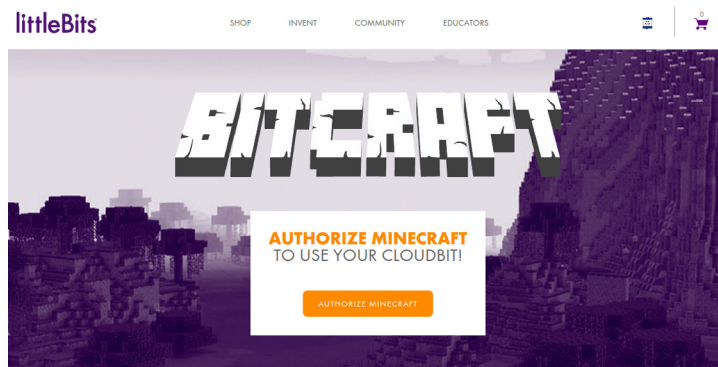 littleBits
SHOP INVENT COMMUNITY EDUCATORS
0
BITCRAFT
AUTHORIZE MINECRAFT
TO USE YOUR CLOUDBIT!
AUTHORIZE MINECRAFT